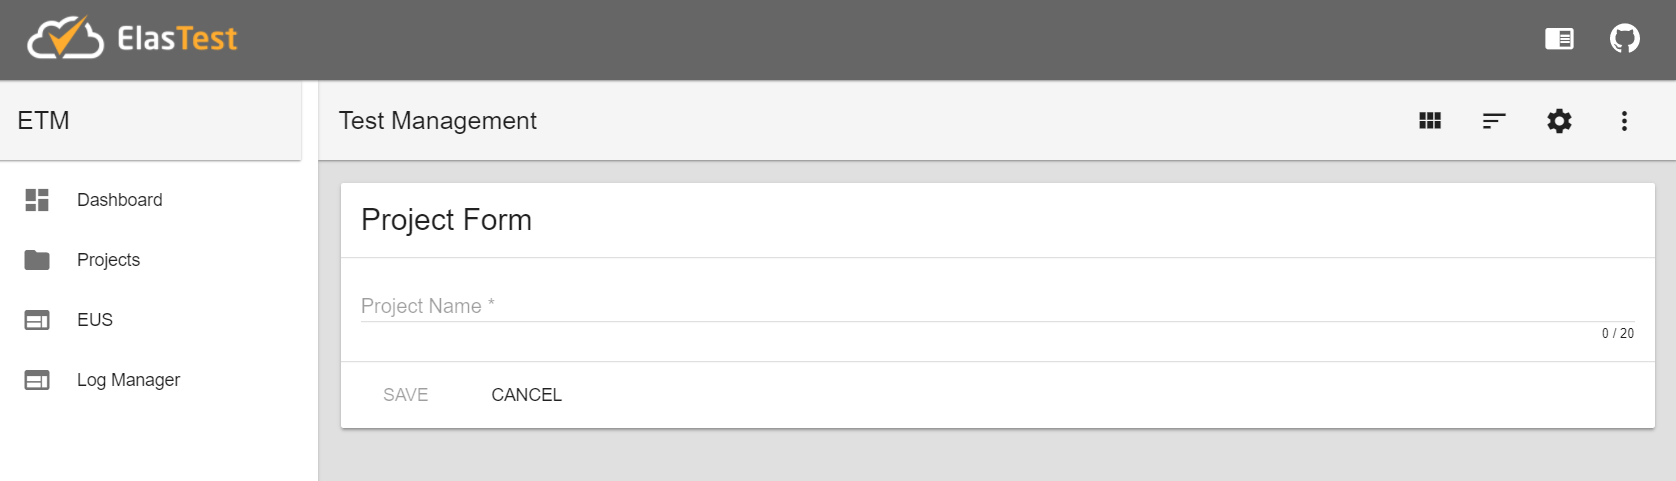 ElasTest
ETM
Test Management
Dashboard
Projects
EUS
Log Manager
Project Form
Project Name *
0 / 20
SAVE
CANCEL